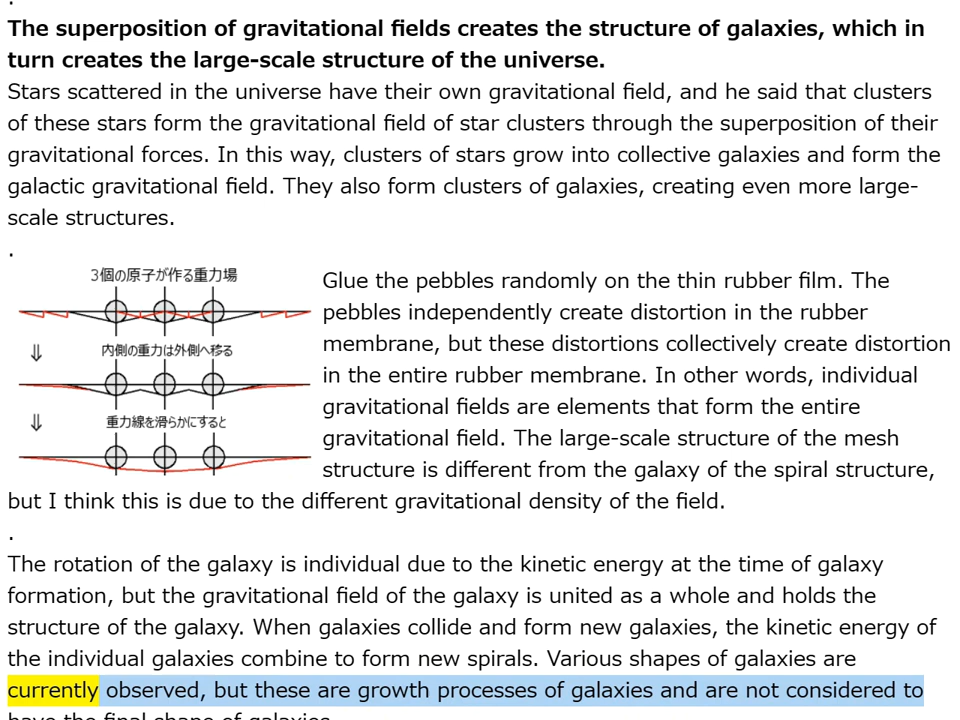 The superposition of gravitational fields creates the structure of galaxies, which in
turn creates the large-scale structure of the universe.
Stars scattered in the universe have their own gravitational field, and he said that clusters
of these stars form the gravitational field of star clusters through the superposition of their
gravitational forces. In this way, clusters of stars grow into collective galaxies and form the
galactic gravitational field. They also form clusters of galaxies, creating even more large-
scale structures.
.
3個の原子が作る重力場
内側の重力は外側へ移る
重力線を滑らかにすると
Glue the pebbles randomly on the thin rubber film. The
pebbles independently create distortion in the rubber
membrane, but these distortions collectively create distortion
in the entire rubber membrane. In other words, individual
gravitational fields are elements that form the entire
gravitational field. The large-scale structure of the mesh
structure is different from the galaxy of the spiral structure,
but I think this is due to the different gravitational density of the field.
.
The rotation of the galaxy is individual due to the kinetic energy at the time of galaxy
formation, but the gravitational field of the galaxy is united as a whole and holds the
structure of the galaxy. When galaxies collide and form new galaxies, the kinetic energy of
the individual galaxies combine to form new spirals. Various shapes of galaxies are
currently observed, but these are growth processes of galaxies and are not considered to
have the final shape of galaxies.